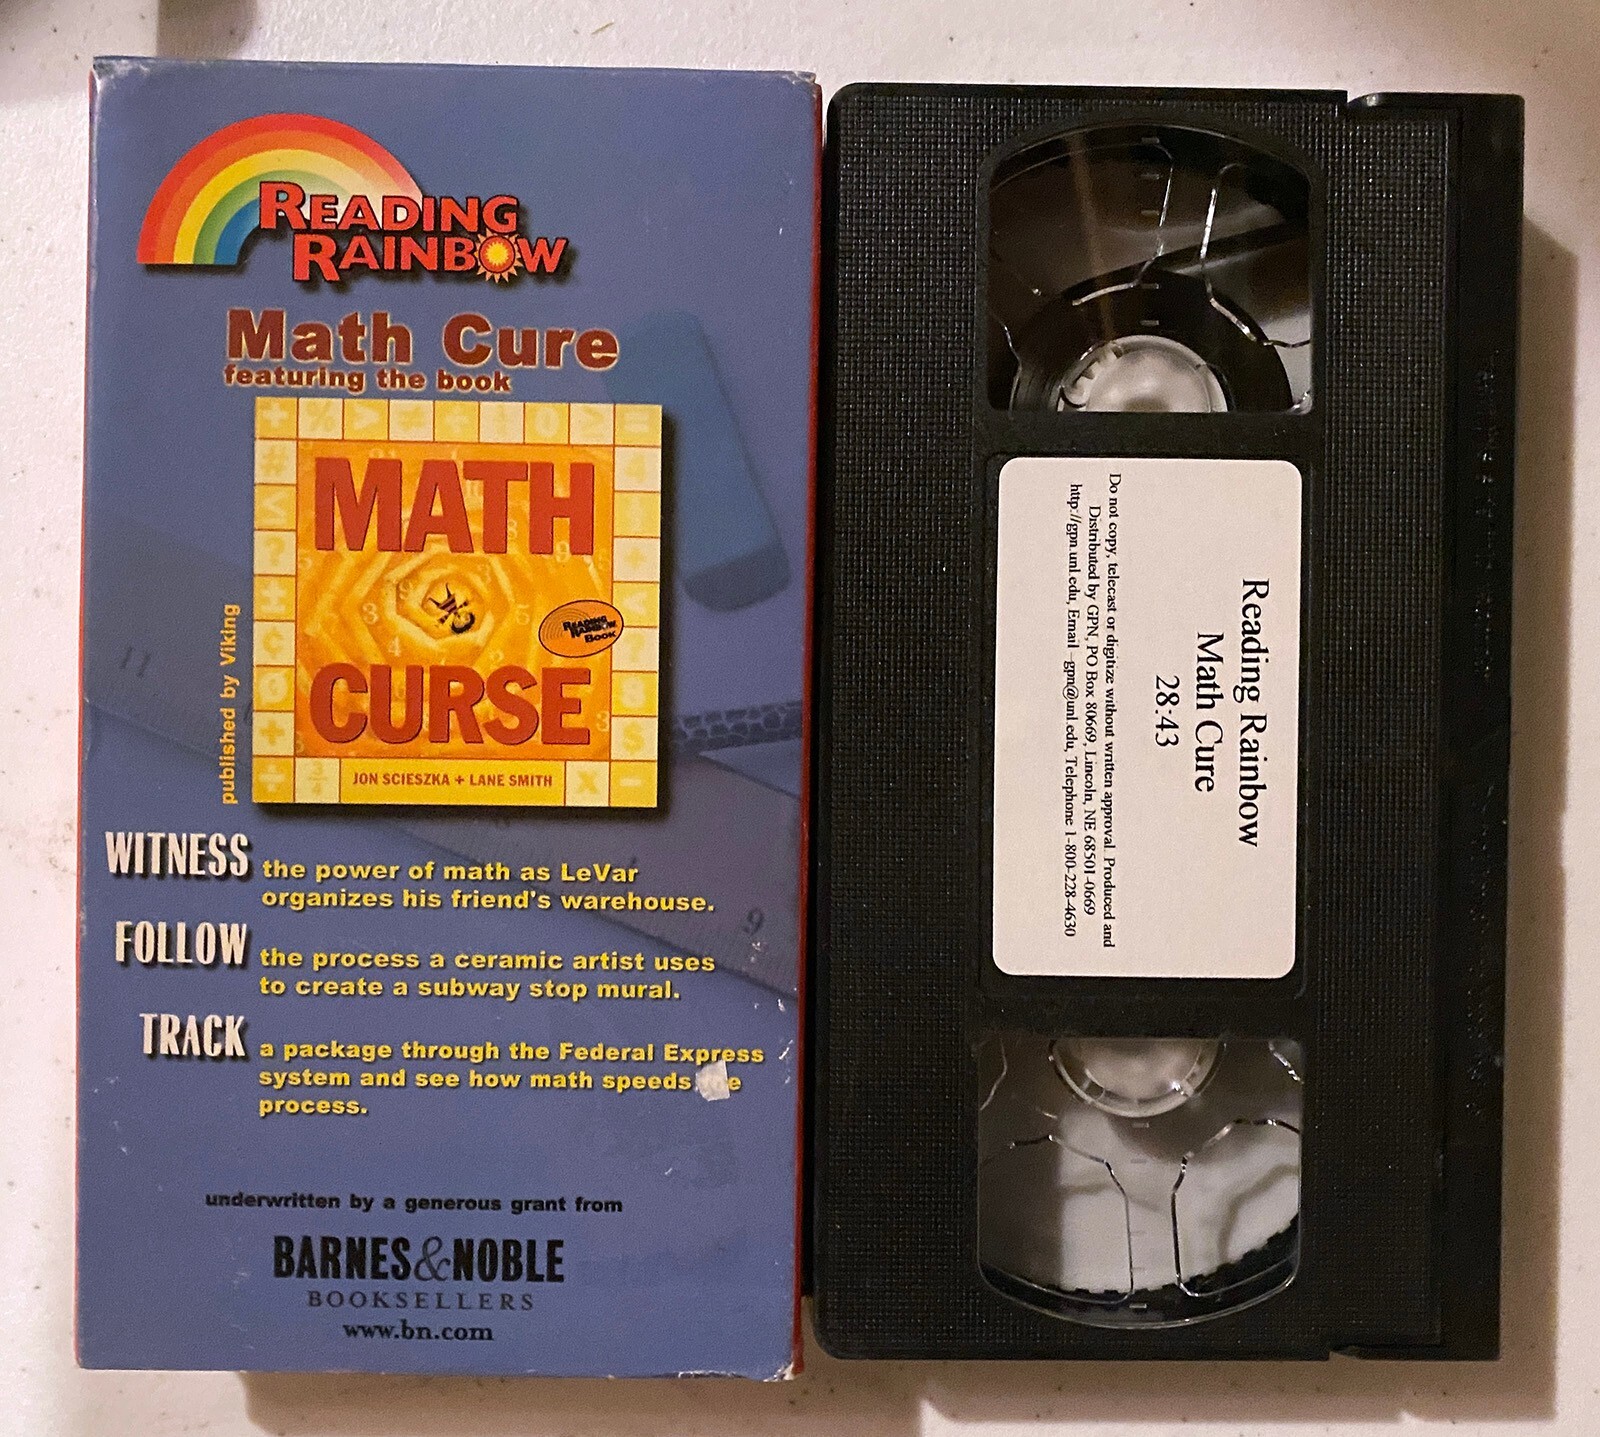 READING
RAINBOW
Math Cure
featuring the book
MATH
CURSE
READING
RAINBOW
BOOK
JON SCIESZKA + LANE SMITH
published by Viking
WITNESS the power of math as LeVar
organizes his friend's warehouse.
FOLLOW the process a ceramic artist uses
to create a subway stop mural.
TRACK a package through the Federal Express
system and see how math speeds
process.
11
9
underwritten by a generous grant from
BARNES&NOBLE
BOOKSELLERS
www.bn.com
Reading Rainbow
Math Cure
28:43
Do not copy, telecast or digitize without written approval. Produced and
Distributed by GPN, PO Box 80669, Lincoln, NE 68501-0669
http://gpn.unl.edu, Email -gpn@unl.edu, Telephone 1-800-228-4630